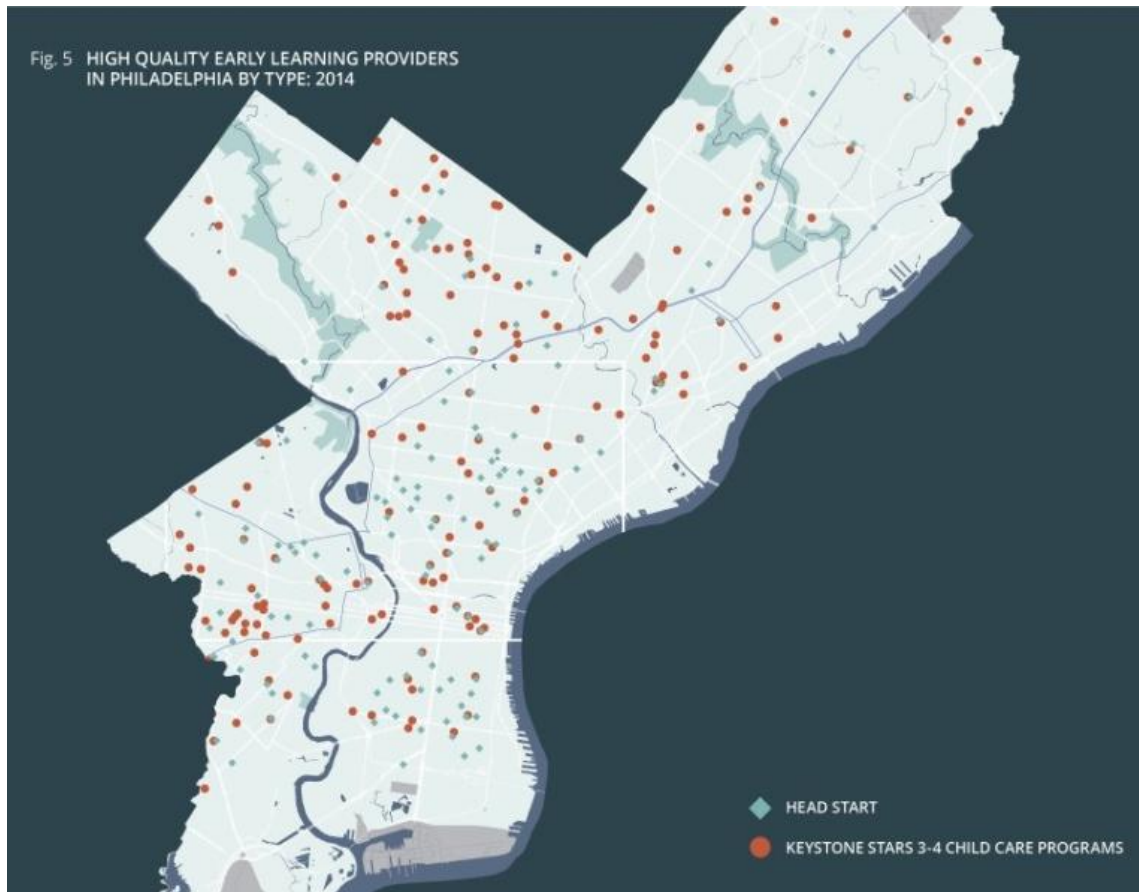 Fig. 5 HIGH QUALITY EARLY LEARNING PROVIDERS
IN PHILADELPHIA BY TYPE: 2014
HEAD START
KEYSTONE STARS 3-4 CHILD CARE PROGRAMS